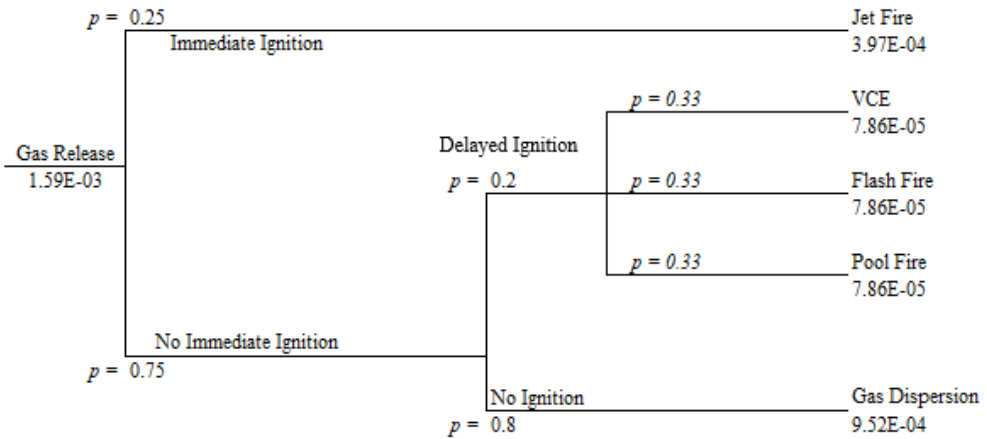 p = 0.25
Jet Fire
Immediate Ignition
3.97E-04
p = 0.33
VCE
7.86E-05
Delayed Ignition
Gas Release
1.59E-03
p = 0.2
p = 0.33
Flash Fire
7.86E-05
p = 0.33
Pool Fire
7.86E-05
No Immediate Ignition
p = 0.75
No Ignition
Gas Dispersion
p = 0.8
9.52E-04